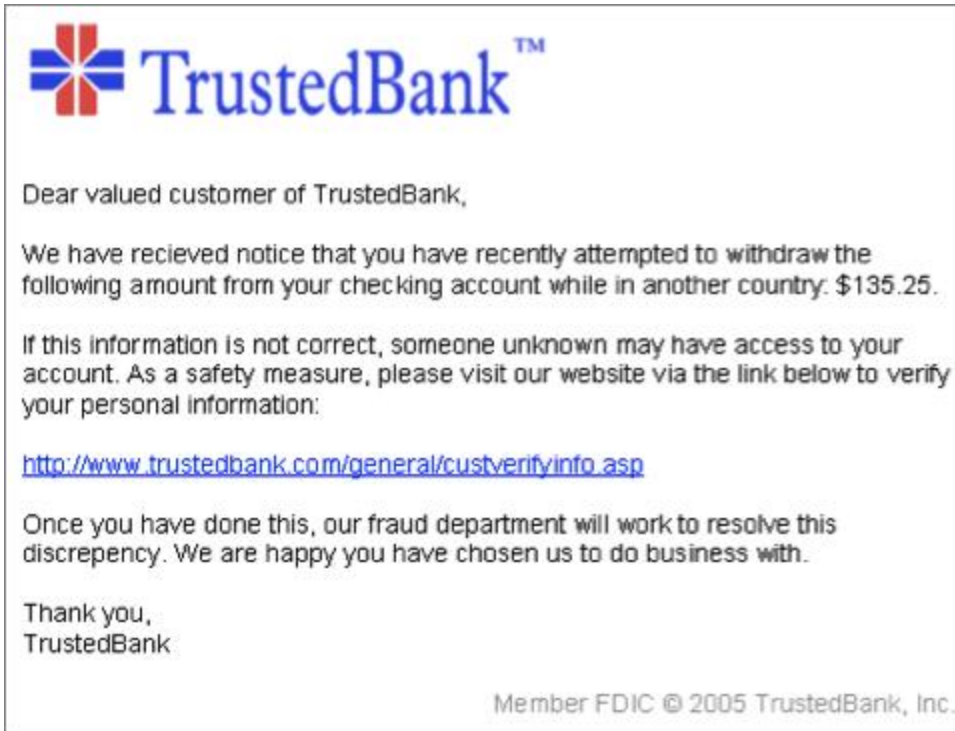 TrustedBank™
Dear valued customer of TrustedBank,
We have recieved notice that you have recently attempted to withdraw the
following amount from your checking account while in another country: $135.25.
If this information is not correct, someone unknown may have access to your
account. As a safety measure, please visit our website via the link below to verify
your personal information:
http://www.trustedbank.com/general/custverifyinfo.asp
Once you have done this, our fraud department will work to resolve this
discrepency. We are happy you have chosen us to do business with.
Thank you,
TrustedBank
Member FDIC © 2005 TrustedBank, Inc.